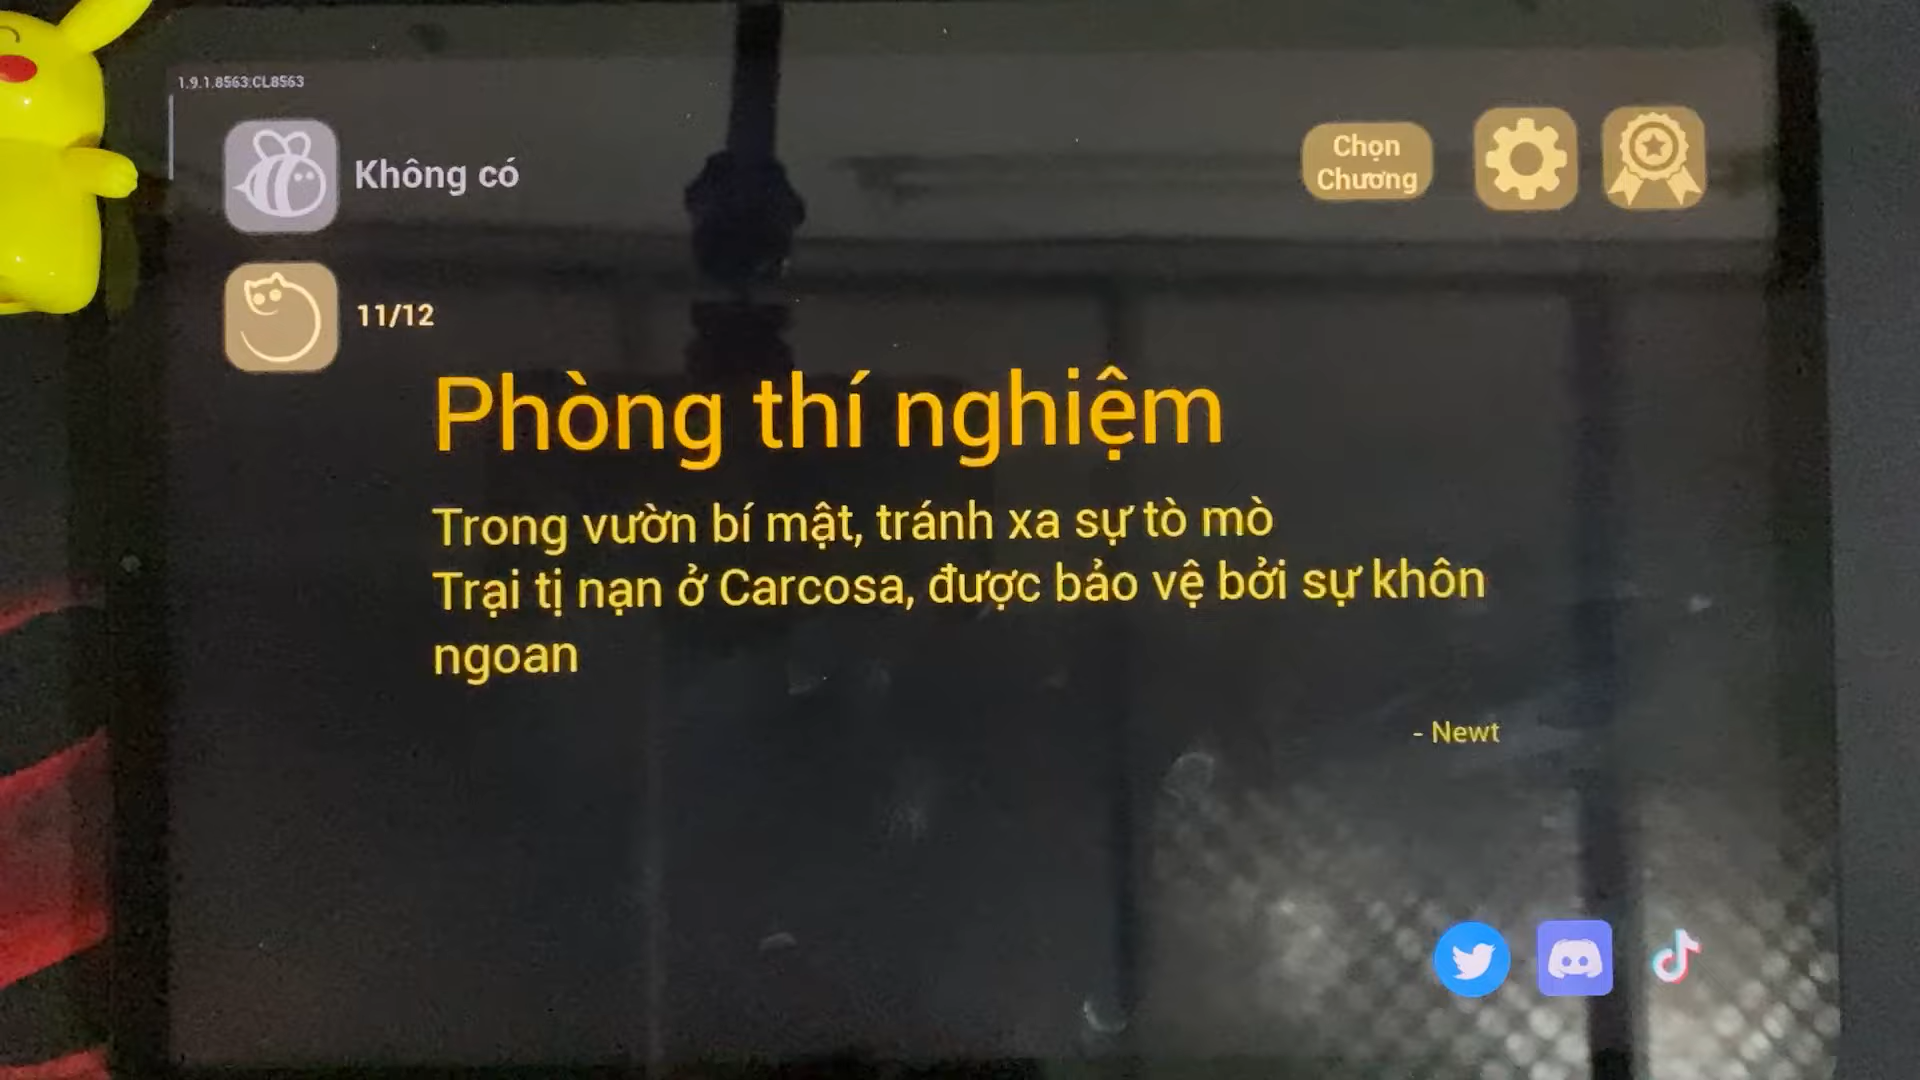 1.9.1.8563.CL8563
Không có
Chọn
Chương
11/12
Phòng thí nghiệm
Trong vườn bí mật, tránh xa sự tò mò
Trại tị nạn ở Carcosa, được bảo vệ bởi sự khôn
ngoan
- Newt